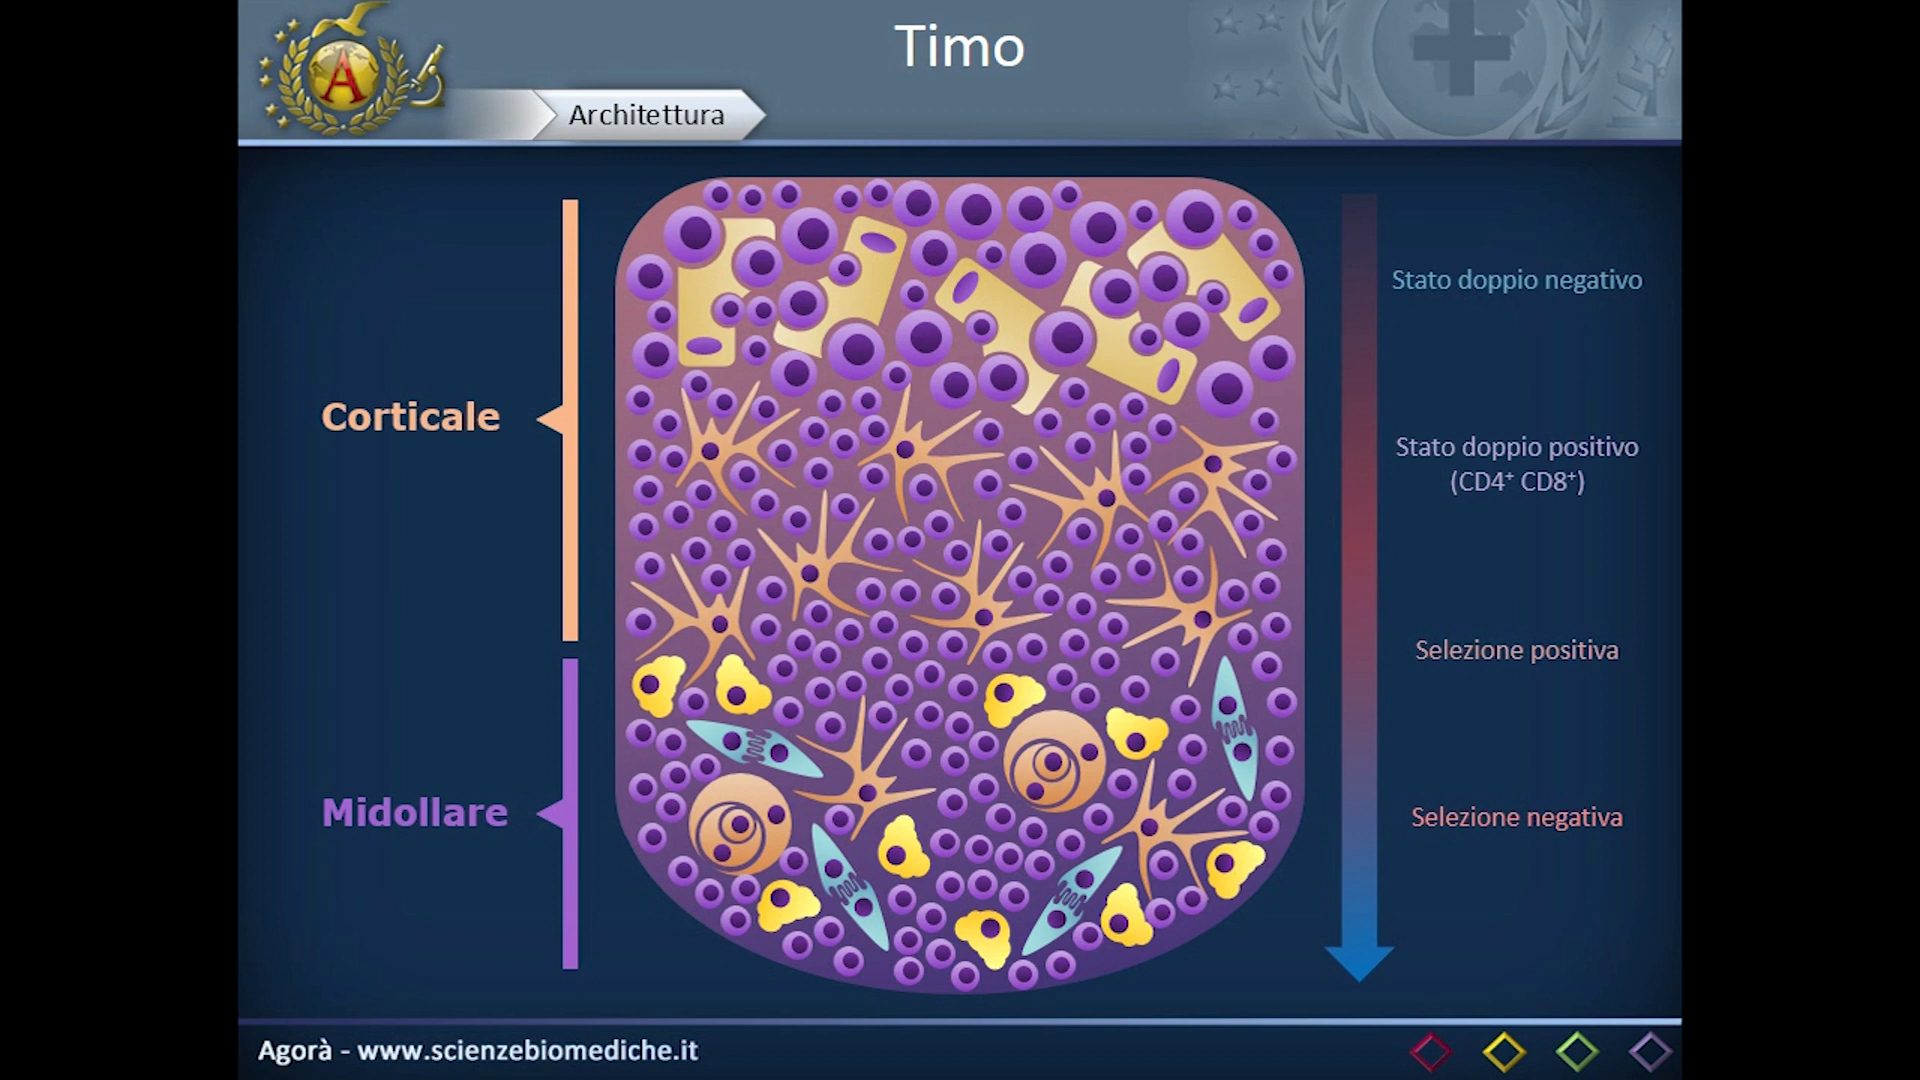 Timo
A
Architettura
Corticale
Midollare
Stato doppio negativo
Stato doppio positivo
(CD4⁺ CD8⁺)
Selezione positiva
Selezione negativa
Agorà - www.scienzebiomediche.it